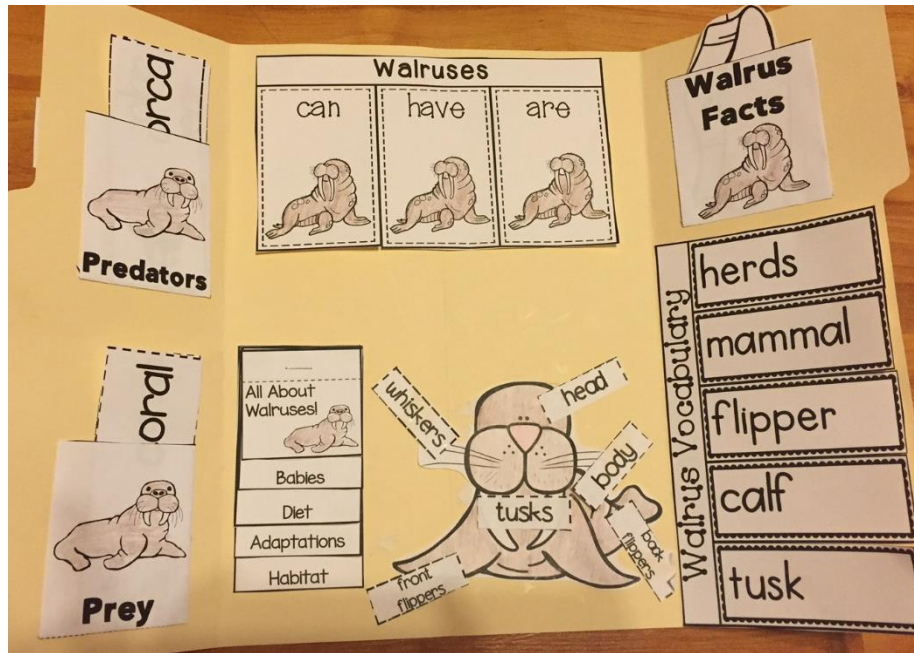 orca
Predators
oral
Prey
Walruses
can
have
are
All About
Walruses!
Babies
Diet
Adaptations
Habitat
whiskers
head
body
tusks
back
flippers
front
flippers
Walrus
Facts
Walrus Vocabulary
herds
mammal
flipper
calf
tusk